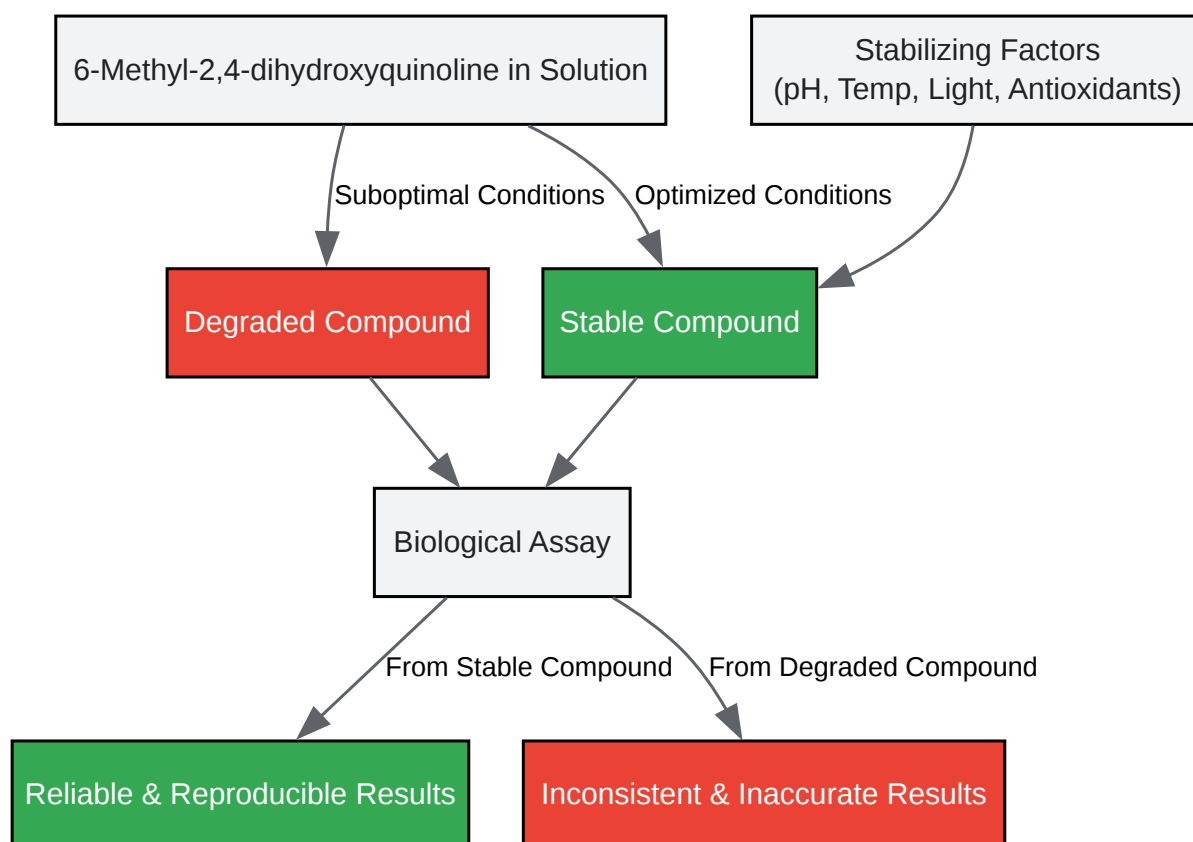 6-Methyl-2,4-dihydroxyquinoline in Solution
Stabilizing Factors
(pH, Temp, Light, Antioxidants)
Suboptimal Conditions
Optimized Conditions
Degraded Compound
Stable Compound
Biological Assay
From Stable Compound
From Degraded Compound
Reliable & Reproducible Results
Inconsistent & Inaccurate Results